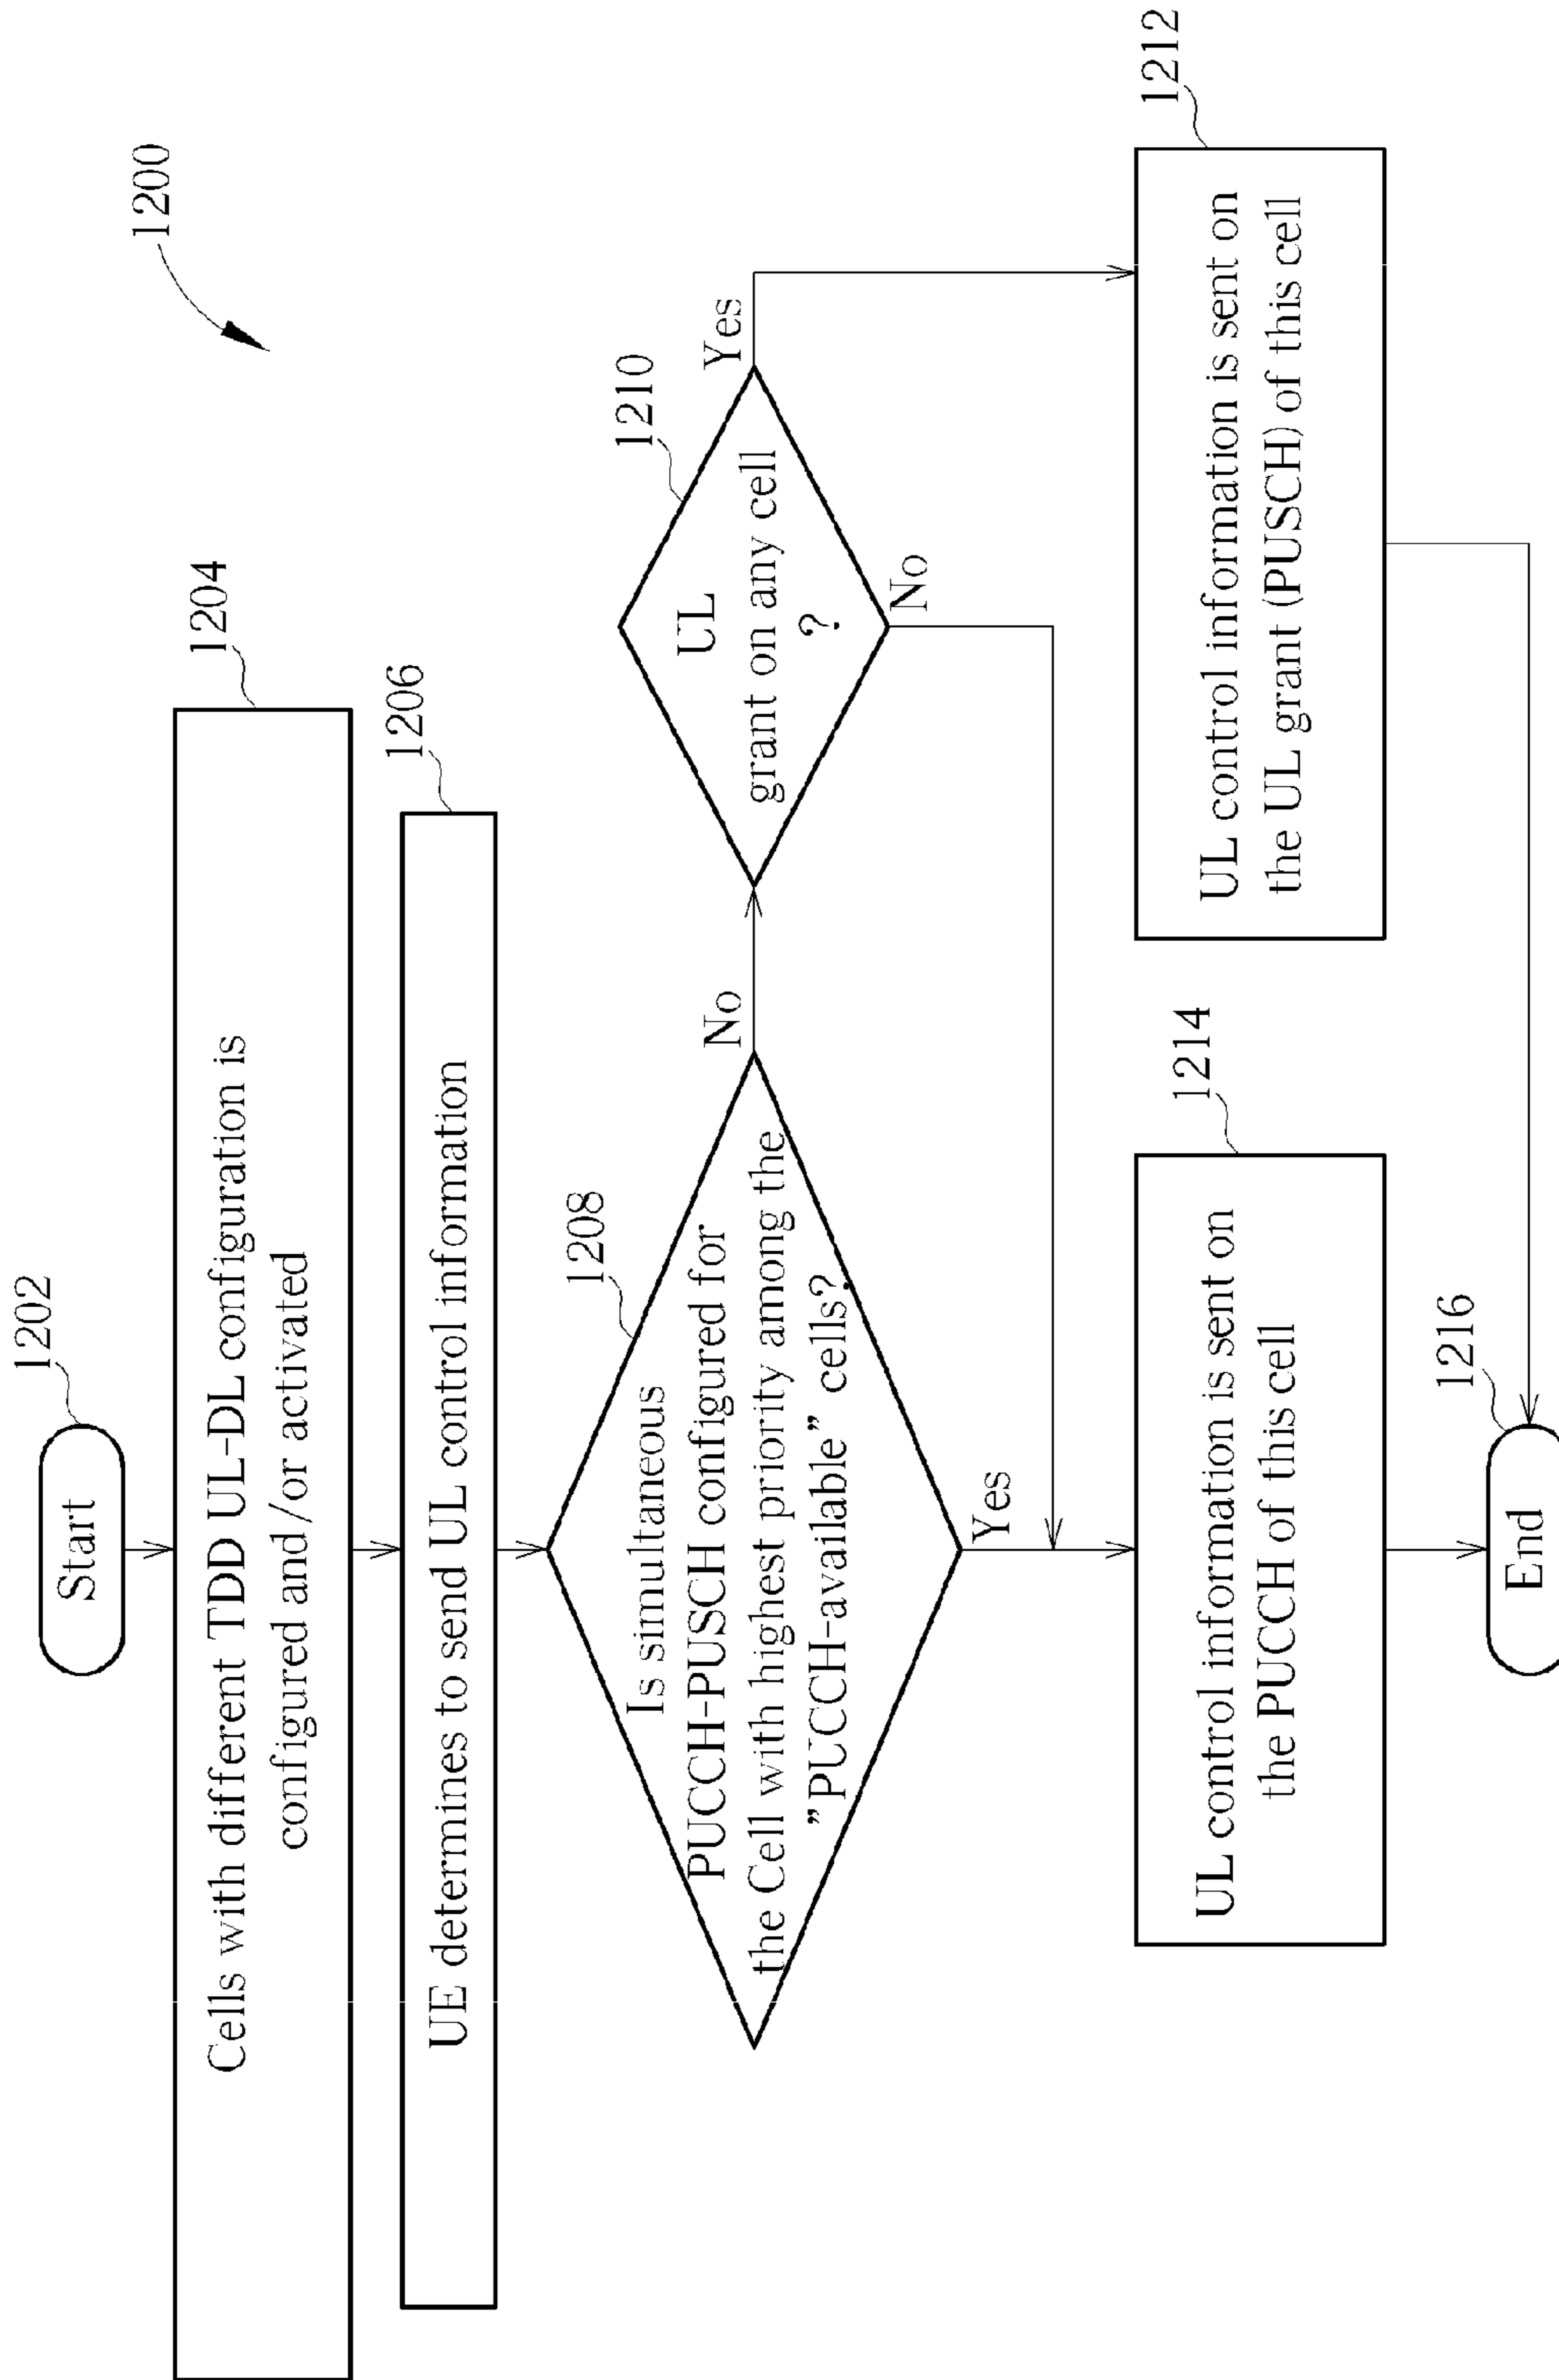 1200
Start
1202
Cells with different TDD UL-DL configuration is
configured and/or activated
1204
UE determines to send UL control information
1206
Is simultaneous
PUCCH-PUSCH configured for
the Cell with highest priority among the
"PUCCH-available" cells?
1208
No
Yes
UL
grant on any cell
?
1210
Yes
No
UL control information is sent on
the UL grant (PUSCH) of this cell
1212
UL control information is sent on
the PUCCH of this cell
1214
End
1216